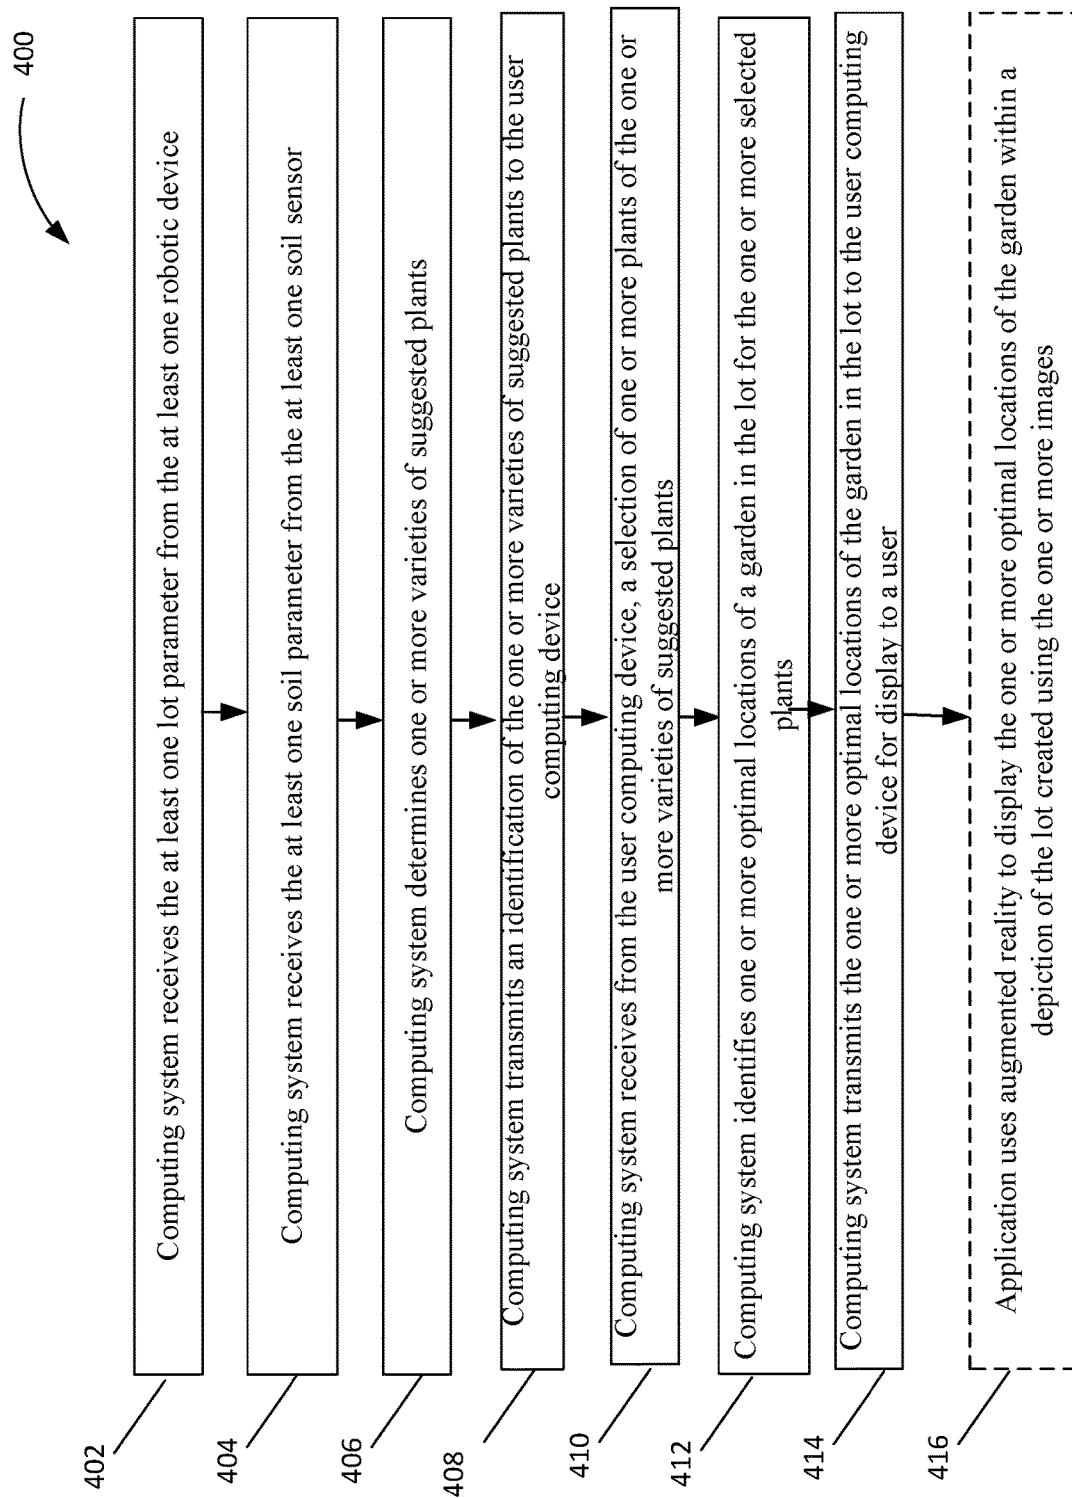 400
402
Computing system receives the at least one lot parameter from the at least one robotic device
404
Computing system receives the at least one soil parameter from the at least one soil sensor
406
Computing system determines one or more varieties of suggested plants
408
Computing system transmits an identification of the one or more varieties of suggested plants to the user
computing device
410
Computing system receives from the user computing device, a selection of one or more plants of the one or
more varieties of suggested plants
412
Computing system identifies one or more optimal locations of a garden in the lot for the one or more selected
plants
414
Computing system transmits the one or more optimal locations of the garden in the lot to the user computing
device for display to a user
416
Application uses augmented reality to display the one or more optimal locations of the garden within a
depiction of the lot created using the one or more images